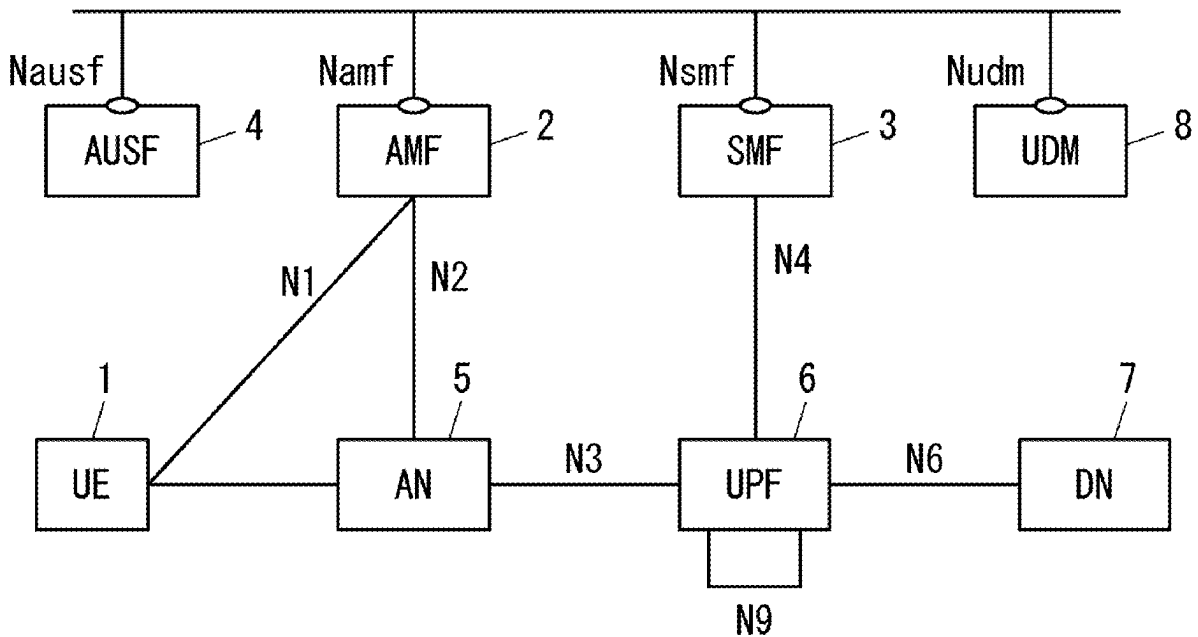 Nausf Namf Nsmf Nudm
AUSF 4 AMF 2 SMF 3 UDM 8
N1 N2 N4
1 5 6 7
UE AN N3 UPF N6 DN
N9